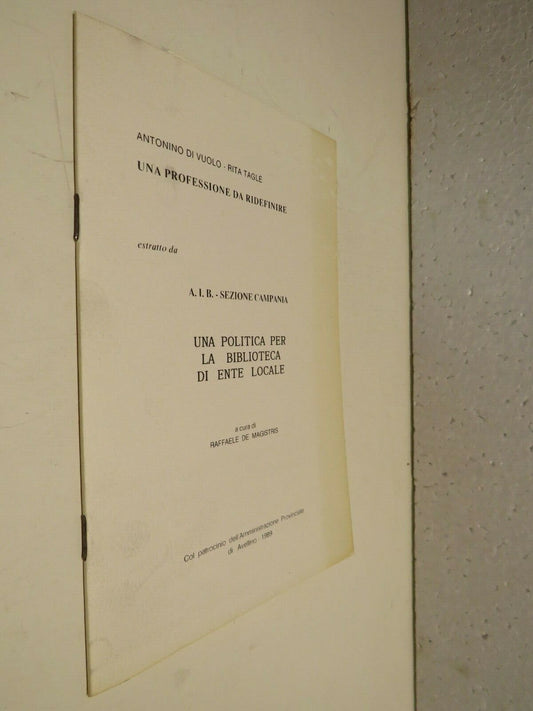 ANTONINO DI VUOLO - RITA TAGLE
UNA PROFESSIONE DA RIDEFINIRE
estratto da
A. I. B. - SEZIONE CAMPANIA
UNA POLITICA PER
LA BIBLIOTECA
DI ENTE LOCALE
a cura di
RAFFAELE DE MAGISTRIS
Col patrocinio dell'Amministrazione Provinciale
di Avellino 1989